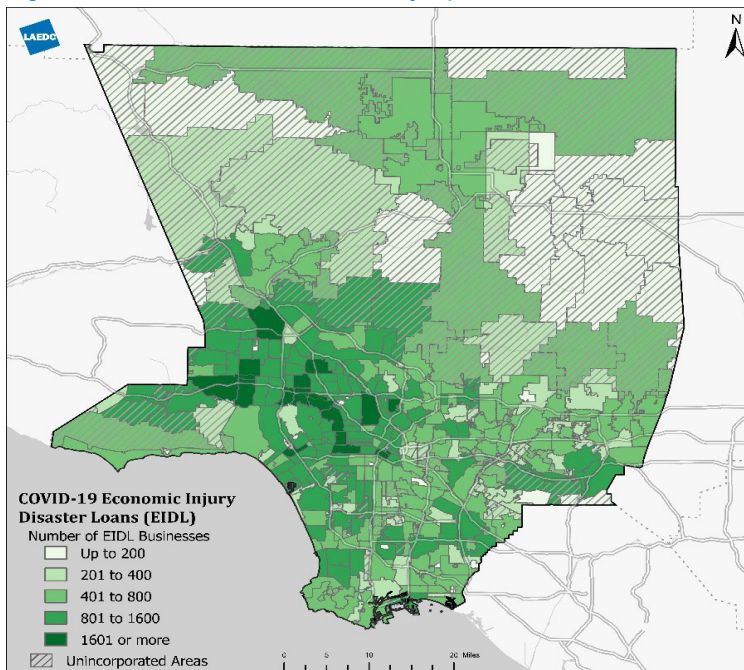 LAEDC
N
COVID-19 Economic Injury
Disaster Loans (EIDL)
Number of EIDL Businesses
Up to 200
201 to 400
401 to 800
801 to 1600
1601 or more
Unincorporated Areas
0 5 10 20 Miles